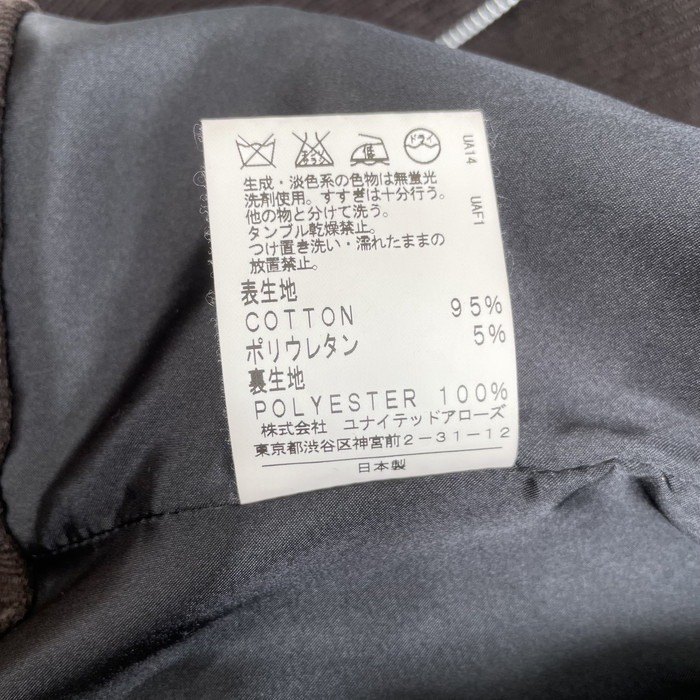 ドライ
低
UA14
UAF1
生成・淡色系の色物は無蛍光
洗剤使用。すすぎは十分行う。
他の物と分けて洗う。
タンブル乾燥禁止。
つけ置き洗い・濡れたままの
放置禁止。
表生地
COTTON 95%
ポリウレタン 5%
裏生地
POLYESTER 100%
株式会社 ユナイテッドアローズ
東京都渋谷区神宮前2-31-12
日本製